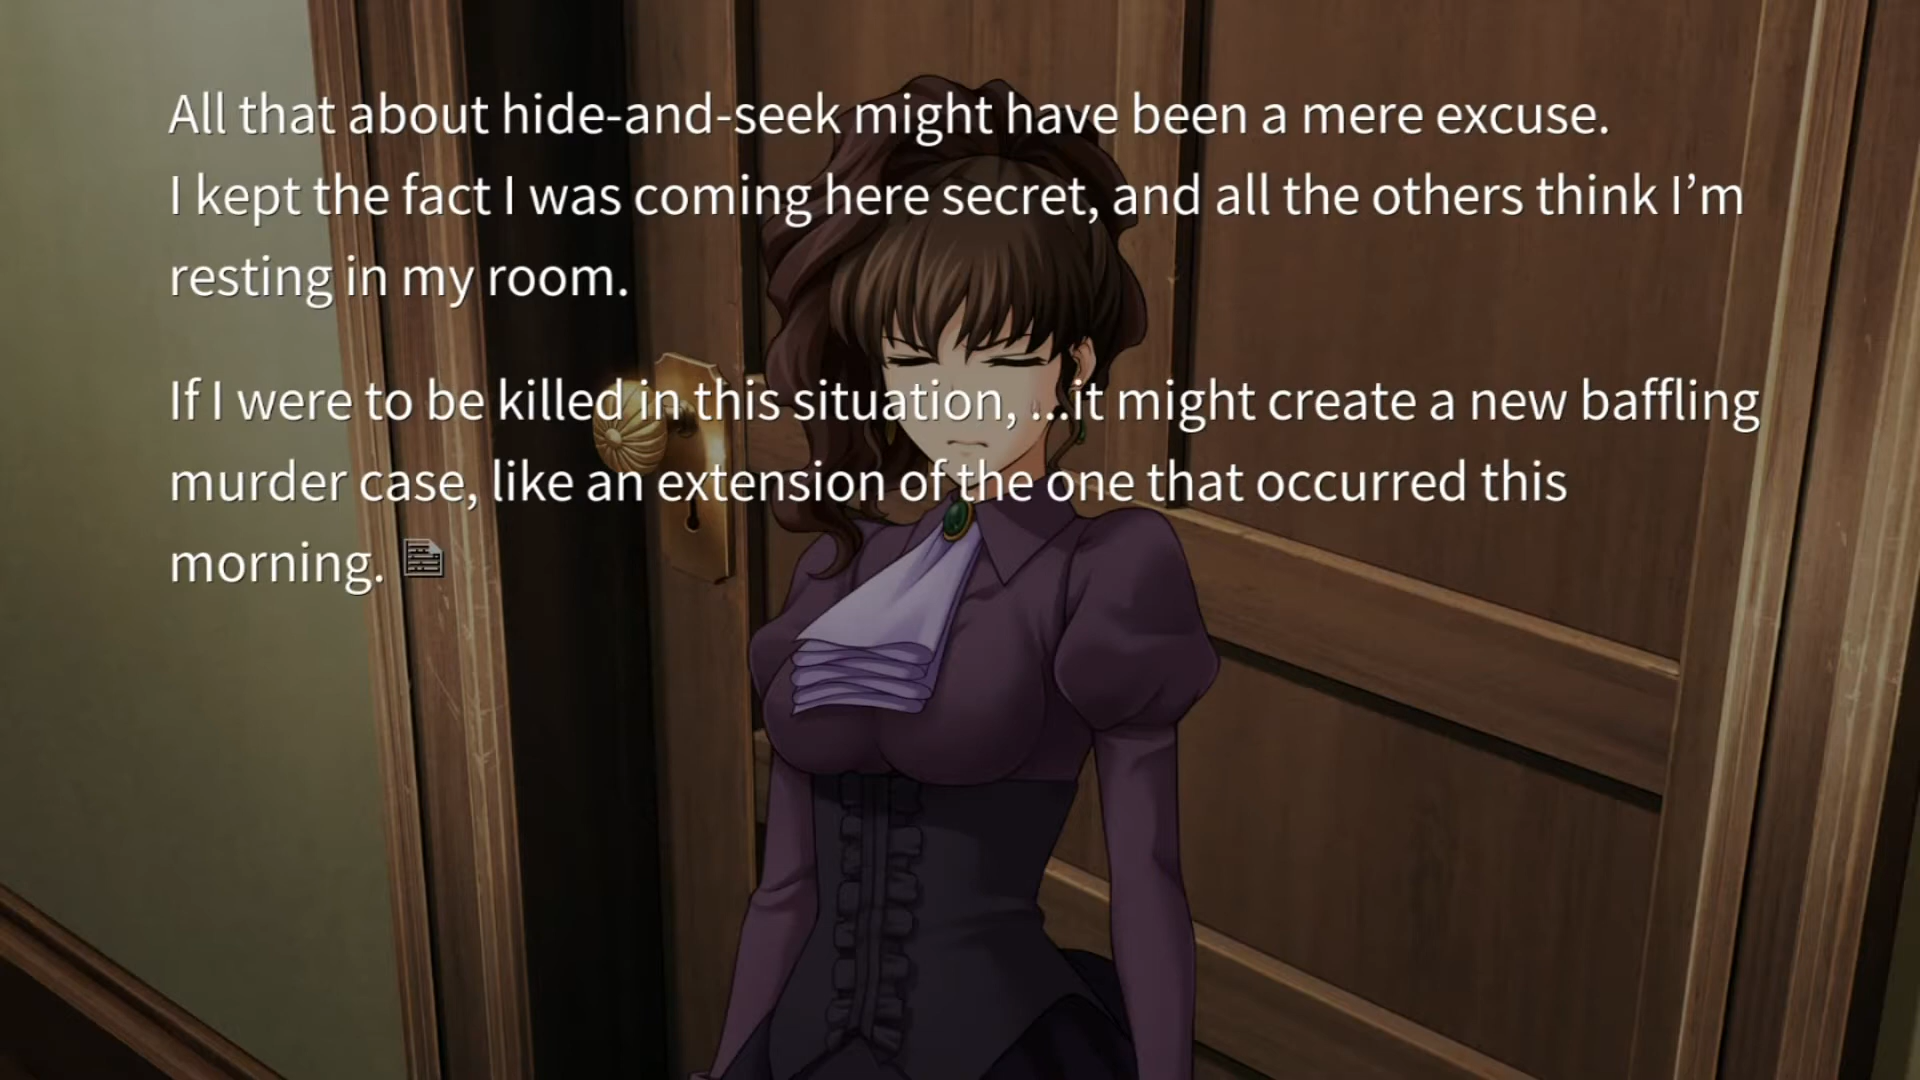 All that about hide-and-seek might have been a mere excuse.
I kept the fact I was coming here secret, and all the others think I’m
resting in my room.
If I were to be killed in this situation, ...it might create a new baffling
murder case, like an extension of the one that occurred this
morning.